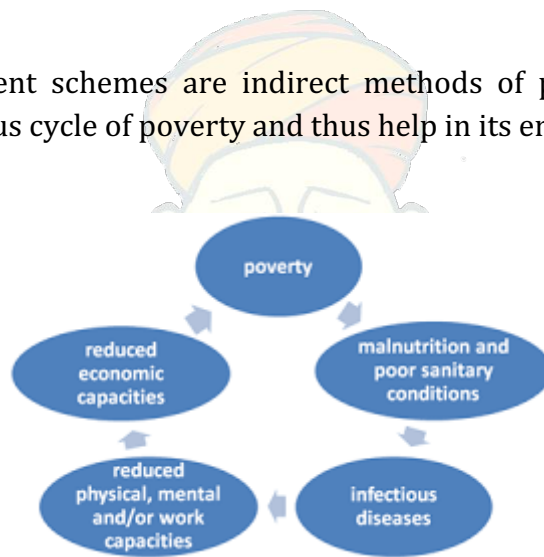 ent schemes are indirect methods of p
us cycle of poverty and thus help in its e
poverty
malnutrition and
poor sanitary
conditions
infectious
diseases
reduced
physical, mental
and/or work
capacities
reduced
economic
capacities